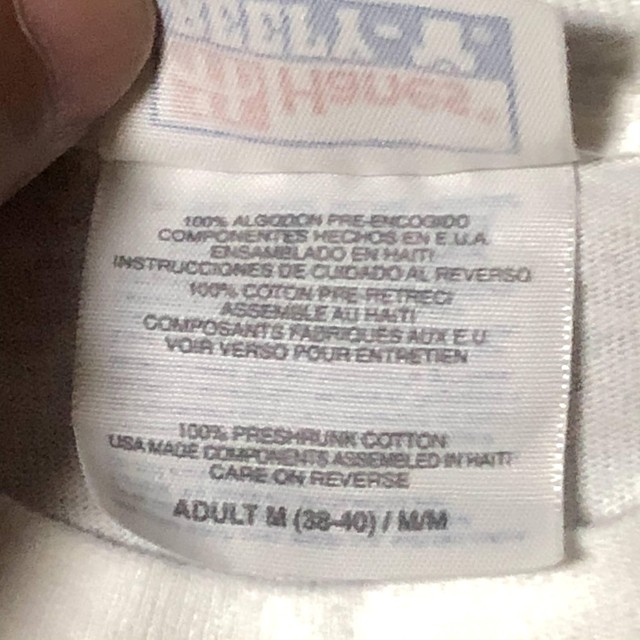 100% ALGODON PRE-ENCOGIDO
COMPONENTES HECHOS EN E.U.A.
ENSAMBLADO EN HAITI
INSTRUCCIONES DE CUIDADO AL REVERSO
100% COTON PRE RETRECI
ASSEMBLE AU HAITI
COMPOSANTS FABRIQUES AUX E.U.
VOIR VERSO POUR ENTRETIEN
100% PRESHRUNK COTTON
USA MADE COMPONENTS ASSEMBLED IN HAITI
CARE ON REVERSE
ADULT M (38-40) / M/M